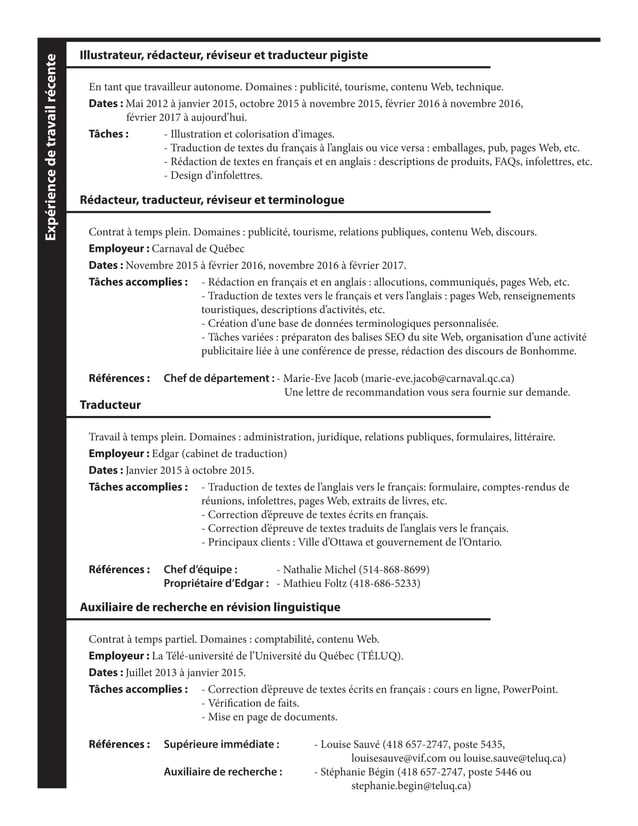 Expérience de travail récente
Illustrateur, rédacteur, réviseur et traducteur pigiste
En tant que travailleur autonome. Domaines : publicité, tourisme, contenu Web, technique.
Dates : Mai 2012 à janvier 2015, octobre 2015 à novembre 2015, février 2016 à novembre 2016,
février 2017 à aujourd'hui.
Tâches : - Illustration et colorisation d'images.
- Traduction de textes du français à l'anglais ou vice versa : emballages, pub, pages Web, etc.
- Rédaction de textes en français et en anglais : descriptions de produits, FAQs, infolettres, etc.
- Design d'infolettres.
Rédacteur, traducteur, réviseur et terminologue
Contrat à temps plein. Domaines : publicité, tourisme, relations publiques, contenu Web, discours.
Employeur : Carnaval de Québec
Dates : Novembre 2015 à février 2016, novembre 2016 à février 2017.
Tâches accomplies : - Rédaction en français et en anglais : allocutions, communiqués, pages Web, etc.
- Traduction de textes vers le français et vers l'anglais : pages Web, renseignements
touristiques, descriptions d'activités, etc.
- Création d'une base de données terminologiques personnalisée.
- Tâches variées : préparaton des balises SEO du site Web, organisation d'une activité
publicitaire liée à une conférence de presse, rédaction des discours de Bonhomme.
Références : Chef de département : - Marie-Eve Jacob (marie-eve.jacob@carnaval.qc.ca)
Une lettre de recommandation vous sera fournie sur demande.
Traducteur
Travail à temps plein. Domaines : administration, juridique, relations publiques, formulaires, littéraire.
Employeur : Edgar (cabinet de traduction)
Dates : Janvier 2015 à octobre 2015.
Tâches accomplies : - Traduction de textes de l'anglais vers le français: formulaire, comptes-rendus de
réunions, infolettres, pages Web, extraits de livres, etc.
- Correction d'épreuve de textes écrits en français.
- Correction d'épreuve de textes traduits de l'anglais vers le français.
- Principaux clients : Ville d'Ottawa et gouvernement de l'Ontario.
Références : Chef d'équipe : - Nathalie Michel (514-868-8699)
Propriétaire d'Edgar : - Mathieu Foltz (418-686-5233)
Auxiliaire de recherche en révision linguistique
Contrat à temps partiel. Domaines : comptabilité, contenu Web.
Employeur : La Télé-université de l'Université du Québec (TÉLUQ).
Dates : Juillet 2013 à janvier 2015.
Tâches accomplies : - Correction d'épreuve de textes écrits en français : cours en ligne, PowerPoint.
- Vérification de faits.
- Mise en page de documents.
Références : Supérieure immédiate : - Louise Sauvé (418 657-2747, poste 5435,
louisesauve@vif.com ou louise.sauve@teluq.ca)
Auxiliaire de recherche : - Stéphanie Bégin (418 657-2747, poste 5446 ou
stephanie.begin@teluq.ca)